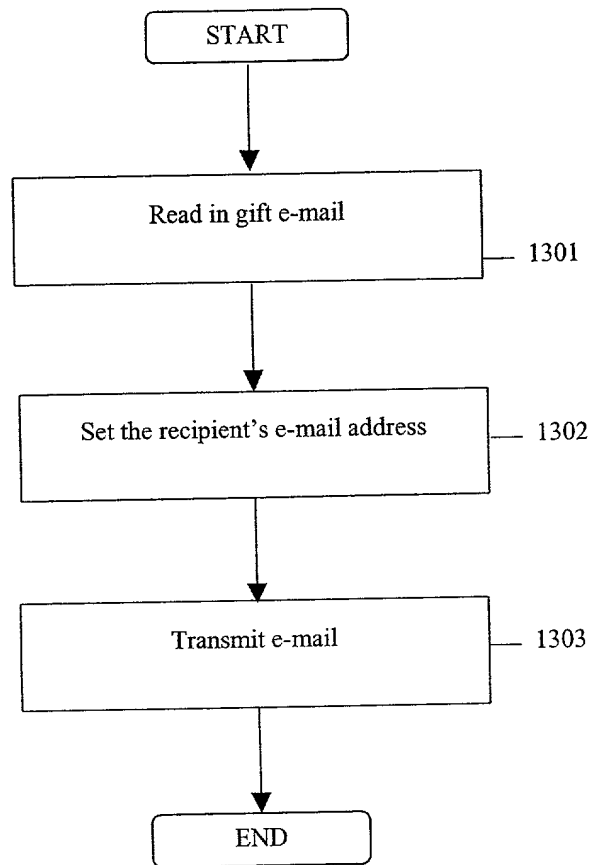 START
Read in gift e-mail
1301
Set the recipient's e-mail address
1302
Transmit e-mail
1303
END